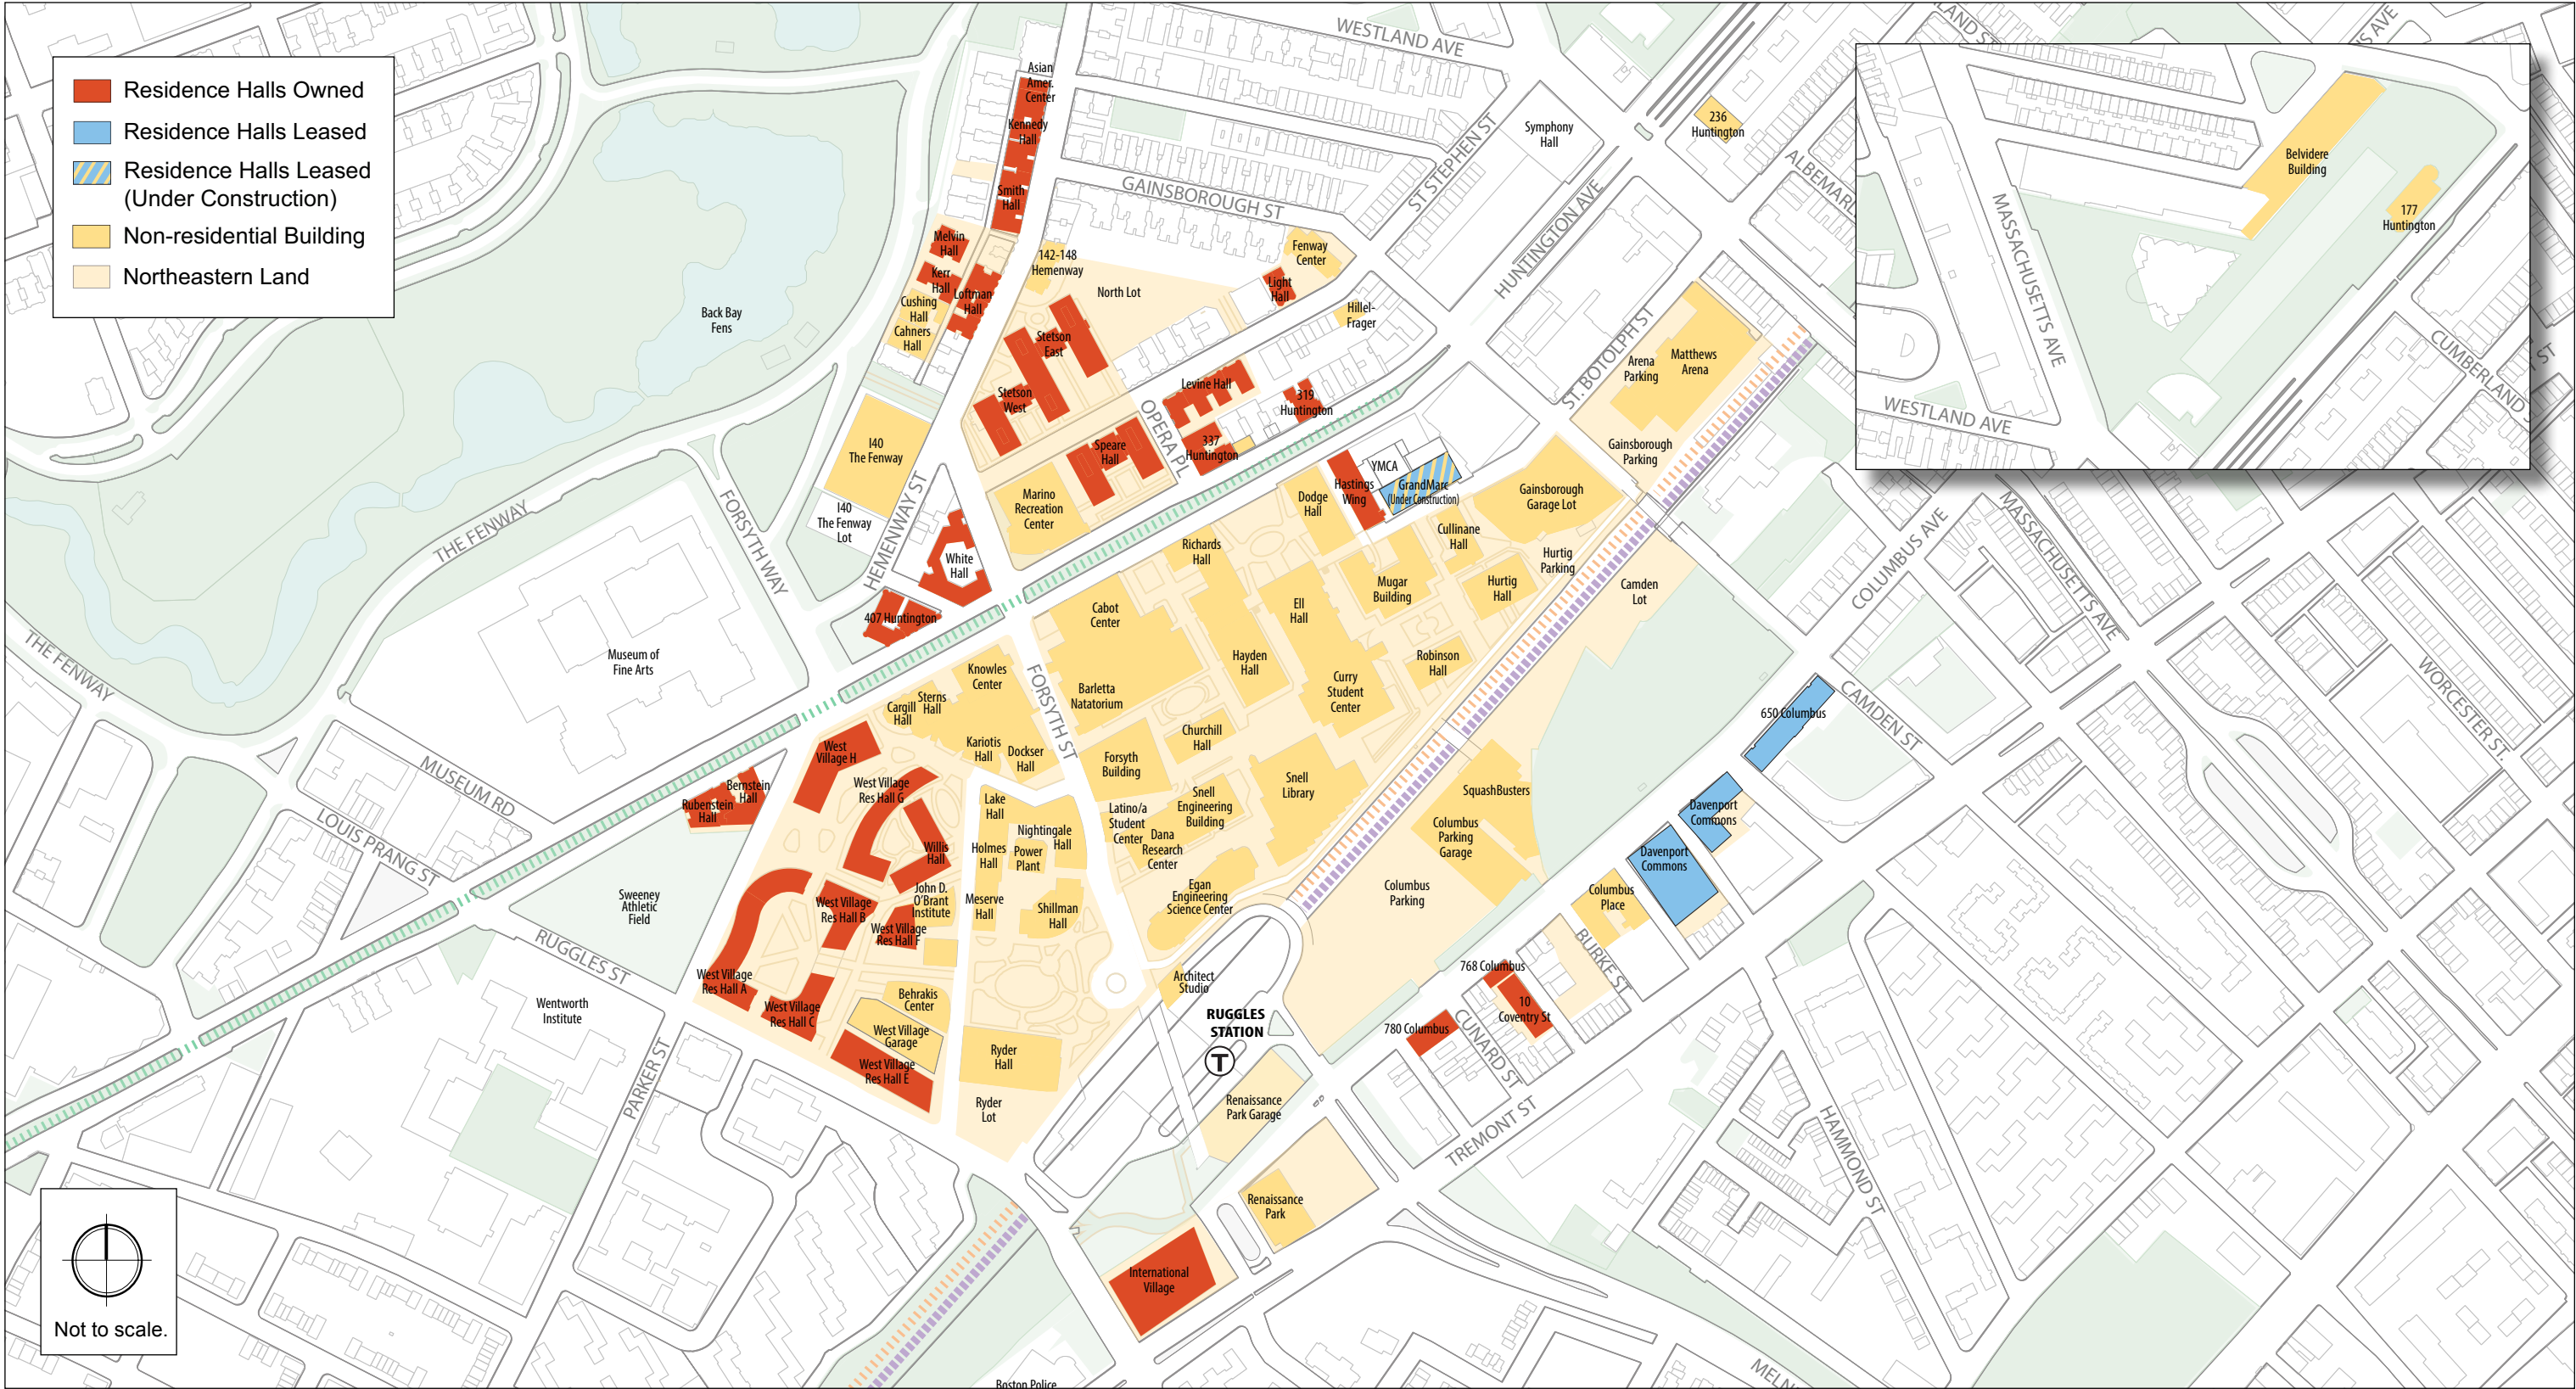 Residence Halls Owned
Residence Halls Leased
Residence Halls Leased
(Under Construction)
Non-residential Building
Northeastern Land
WESTLAND AVE
Asian
Amer.
Center
Kennedy
Hall
Smith
Hall
GAINSBOROUGH ST
ST STEPHEN ST
Symphony
Hall
HUNTINGTON AVE
236
Huntington
Belvidere
Building
177
Huntington
MASSACHUSETTS AVE
WESTLAND AVE
Melvin
Hall
Kerr
Hall
Loftman
Hall
Cushing
Hall
Cahners
Hall
142-148
Hemenway
North Lot
Fenway
Center
Light
Hall
Hillel-
Frager
Back Bay
Fens
Stetson
East
Stetson
West
Levine Hall
319
Huntington
337
Huntington
OPERA PL
Speare
Hall
ST. BOTOLPH ST
Arena
Parking
Matthews
Arena
Gainsborough
Parking
I40
The Fenway
I40
The Fenway
Lot
Marino
Recreation
Center
White
Hall
HEMENWAY ST
FORSYTH WAY
THE FENWAY
407 Huntington
YMCA
Hastings
Wing
GrandMarc
(Under Construction)
Dodge
Hall
Gainsborough
Garage Lot
Cullinane
Hall
Hurtig
Parking
Hurtig
Hall
Mugar
Building
Richards
Hall
Ell
Hall
Cabot
Center
Camden
Lot
COLUMBUS AVE
MASSACHUSETTS AVE
Museum of
Fine Arts
THE FENWAY
Knowles
Center
Sterns
Hall
Cargill
Hall
FORSYTH ST
Barletta
Natatorium
Hayden
Hall
Robinson
Hall
Curry
Student
Center
Churchill
Hall
Kariotis
Hall
Dockser
Hall
Forsyth
Building
Snell
Library
Snell
Engineering
Building
SquashBusters
650 Columbus
CAMDEN ST
WORCESTER ST.
MUSEUM RD
LOUIS PRANG ST
West
Village H
West Village
Res Hall G
Bernstein
Hall
Rubenstein
Hall
Lake
Hall
Nightingale
Hall
Holmes
Hall
Power
Plant
Latino/a
Student
Center
Dana
Research
Center
Columbus
Parking
Garage
Davenport
Commons
Davenport
Commons
Willis
Hall
John D.
O'Brant
Institute
West Village
Res Hall B
West Village
Res Hall F
Meserve
Hall
Shillman
Hall
Egan
Engineering
Science Center
Columbus
Parking
Columbus
Place
Sweeney
Athletic
Field
RUGGLES ST
BURKE ST
West Village
Res Hall A
West Village
Res Hall C
Behrakis
Center
West Village
Garage
West Village
Res Hall E
Architect
Studio
768 Columbus
10
Coventry St
780 Columbus
CUNARD ST
Wentworth
Institute
PARKER ST
Ryder
Hall
Ryder
Lot
RUGGLES
STATION
T
Renaissance
Park Garage
TREMONT ST
HAMMOND ST
Renaissance
Park
International
Village
Boston Police
Not to scale.